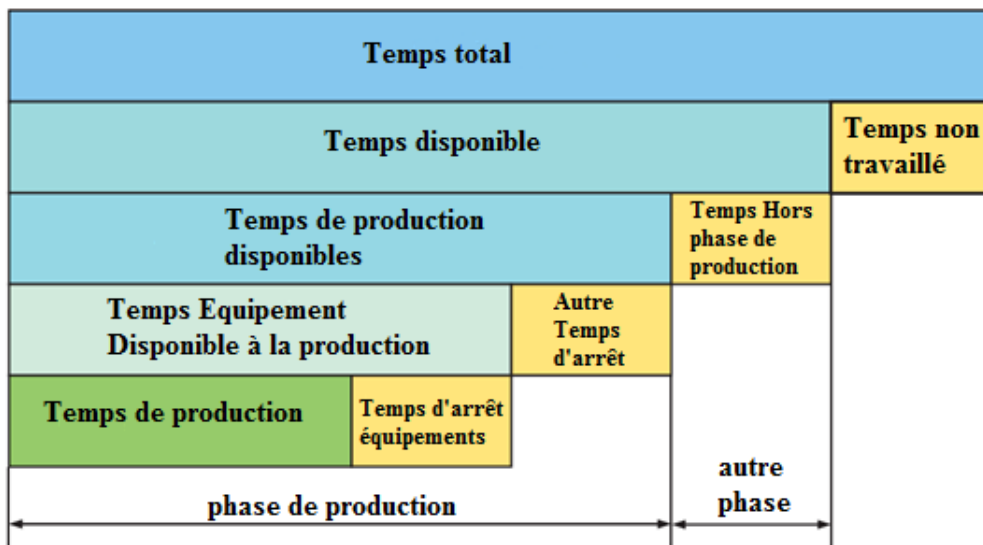 Temps total
Temps disponible
Temps non
travaillé
Temps de production
disponibles
Temps Hors
phase de
production
Temps Equipement
Disponible à la production
Autre
Temps
d'arrêt
Temps de production
Temps d'arrêt
équipements
phase de production
autre
phase